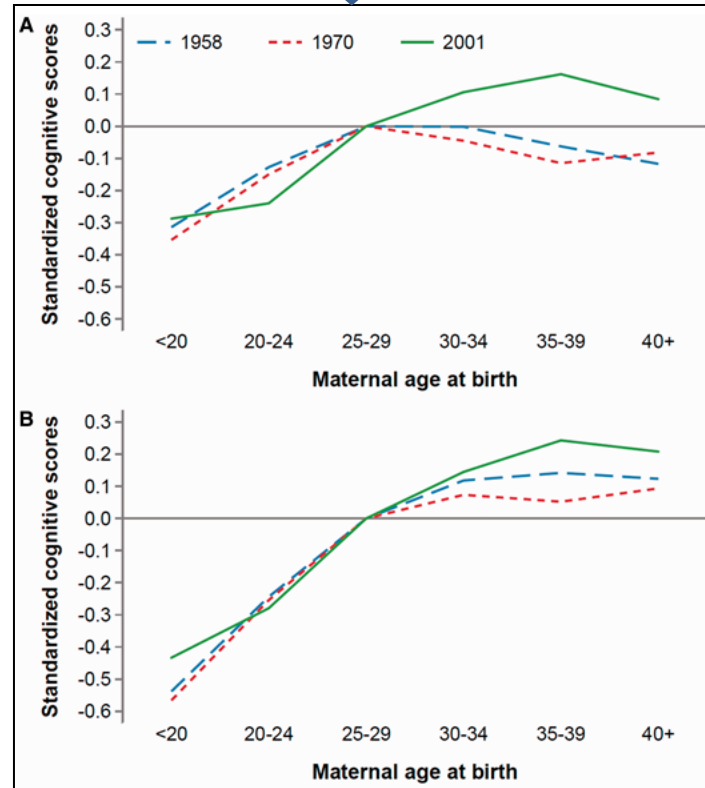 A
1958 1970 2001
Standardized cognitive scores
0.3
0.2
0.1
0.0
-0.1
-0.2
-0.3
-0.4
-0.5
-0.6
<20 20-24 25-29 30-34 35-39 40+
Maternal age at birth
B
Standardized cognitive scores
0.3
0.2
0.1
0.0
-0.1
-0.2
-0.3
-0.4
-0.5
-0.6
<20 20-24 25-29 30-34 35-39 40+
Maternal age at birth